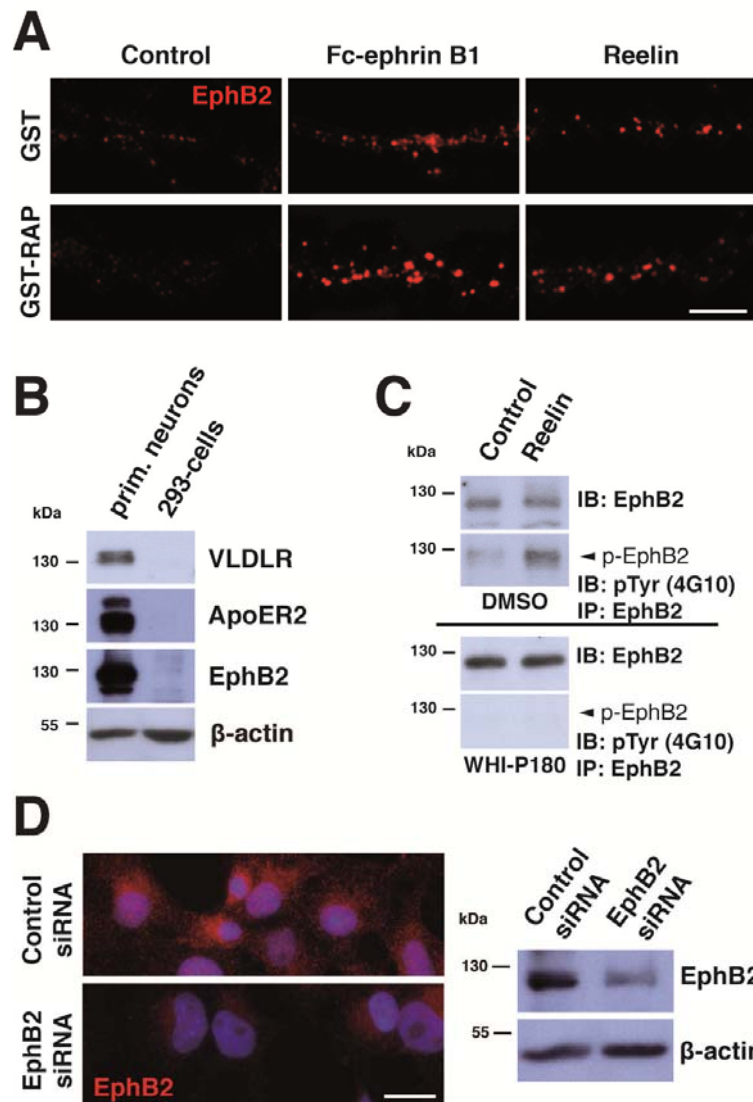 A
Control
Fc-ephrin B1
Reelin
EphB2
GST
GST-RAP
B
prim. neurons
293-cells
kDa
130
VLDLR
130
ApoER2
130
EphB2
55
β-actin
C
Control
Reelin
kDa
130
IB: EphB2
130
◄ p-EphB2
IB: pTyr (4G10)
DMSO
IP: EphB2
130
IB: EphB2
130
◄ p-EphB2
IB: pTyr (4G10)
WHI-P180
IP: EphB2
D
Control
siRNA
EphB2
siRNA
EphB2
Control
siRNA
EphB2
siRNA
kDa
130
EphB2
55
β-actin